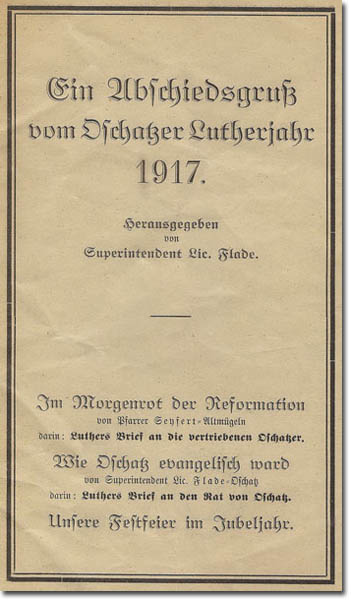 Ein Abschiedsgruß
vom Oschatzer Lutherjahr
1917.
Herausgegeben
von
Superintendent Lic. Flade.
Im Morgenrot der Reformation
von Pfarrer Seyfert-Altmügeln
darin: Luthers Brief an die vertriebenen Oschatzer.
Wie Oschatz evangelisch ward
von Superintendent Lic. Flade-Oschatz
darin: Luthers Brief an den Rat von Oschatz.
Unsere Festfeier im Jubeljahr.